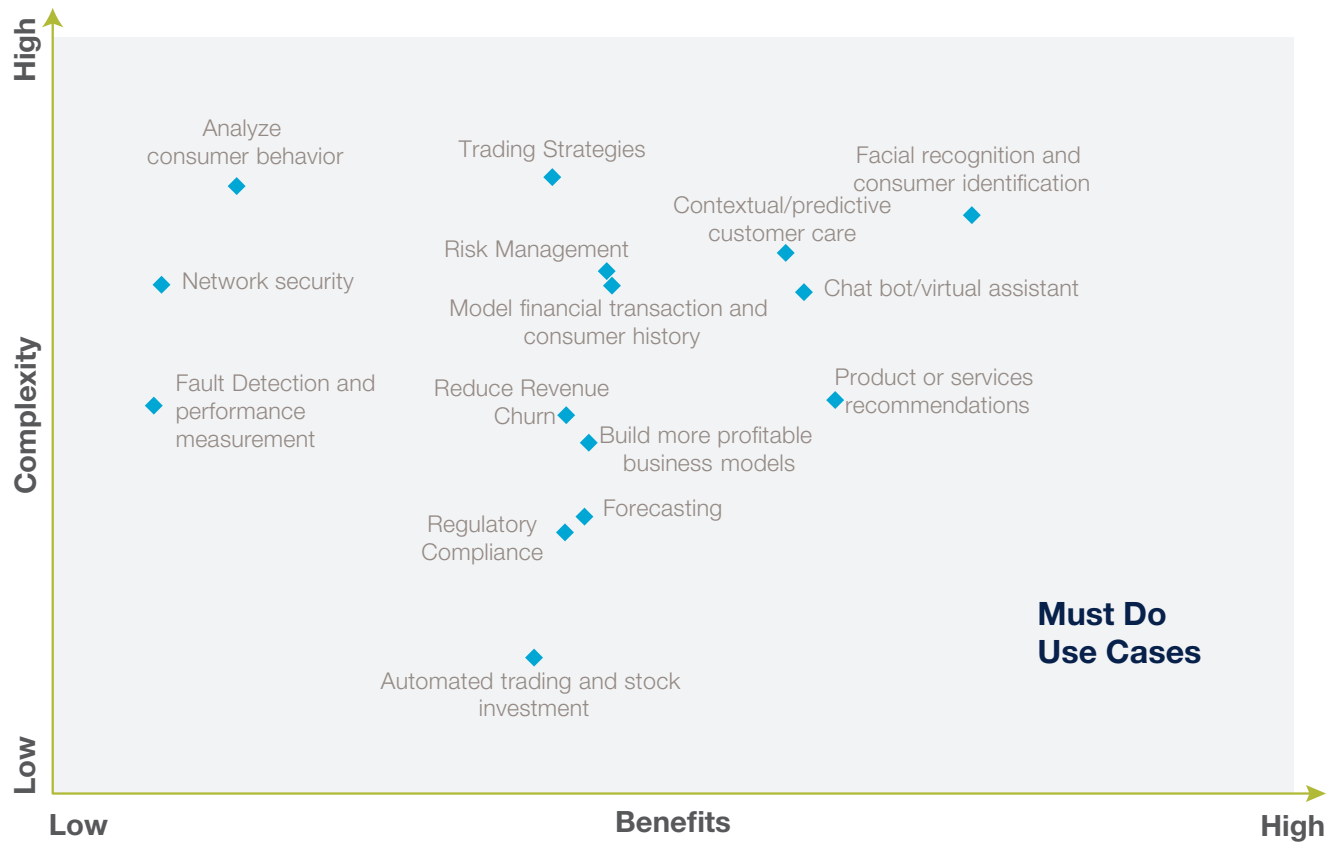 High
Analyze
consumer behavior
Trading Strategies
Facial recognition and
consumer identification
Contextual/predictive
customer care
Risk Management
Network security
Chat bot/virtual assistant
Model financial transaction and
consumer history
Complexity
Fault Detection and
performance
measurement
Reduce Revenue
Churn
Product or services
recommendations
Build more profitable
business models
Forecasting
Regulatory
Compliance
Must Do
Use Cases
Automated trading and stock
investment
Low
Low
Benefits
High